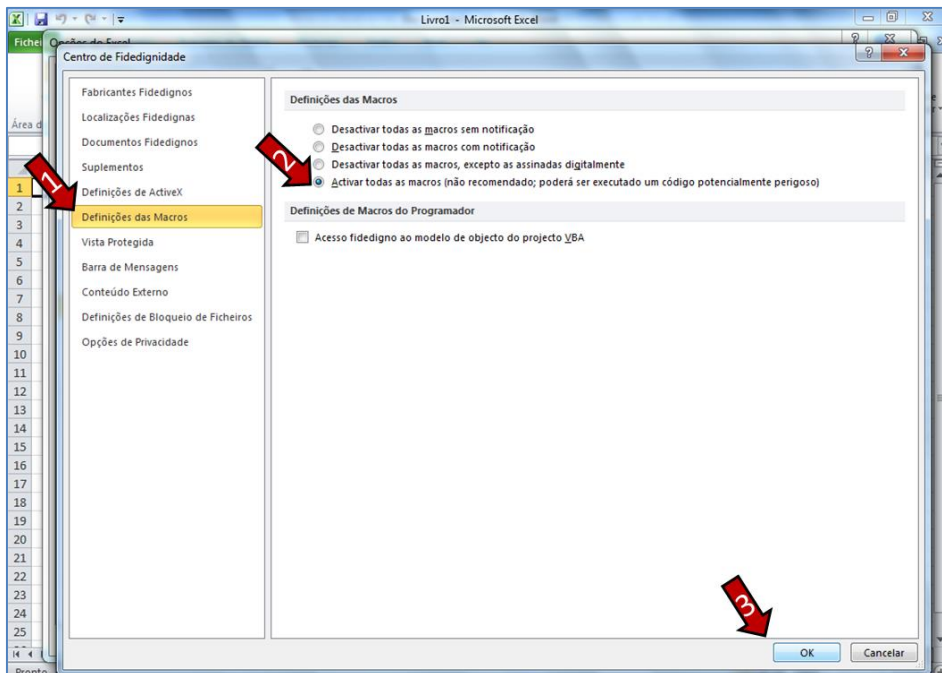 Livro1 - Microsoft Excel
Fichei
Opções do Excel
Centro de Fidedignidade
Área d
Fabricantes Fidedignos
Localizações Fidedignas
Documentos Fidedignos
Suplementos
Definições de ActiveX
Definições das Macros
Vista Protegida
Barra de Mensagens
Conteúdo Externo
Definições de Bloqueio de Ficheiros
Opções de Privacidade
Definições das Macros
Desactivar todas as macros sem notificação
Desactivar todas as macros com notificação
Desactivar todas as macros, excepto as assinadas digitalmente
Activar todas as macros (não recomendado; poderá ser executado um código potencialmente perigoso)
Definições de Macros do Programador
Acesso fidedigno ao modelo de objecto do projecto VBA
1
2
3
1
2
3
4
5
6
7
8
9
10
11
12
13
14
15
16
17
18
19
20
21
22
23
24
25
OK
Cancelar
Pronto